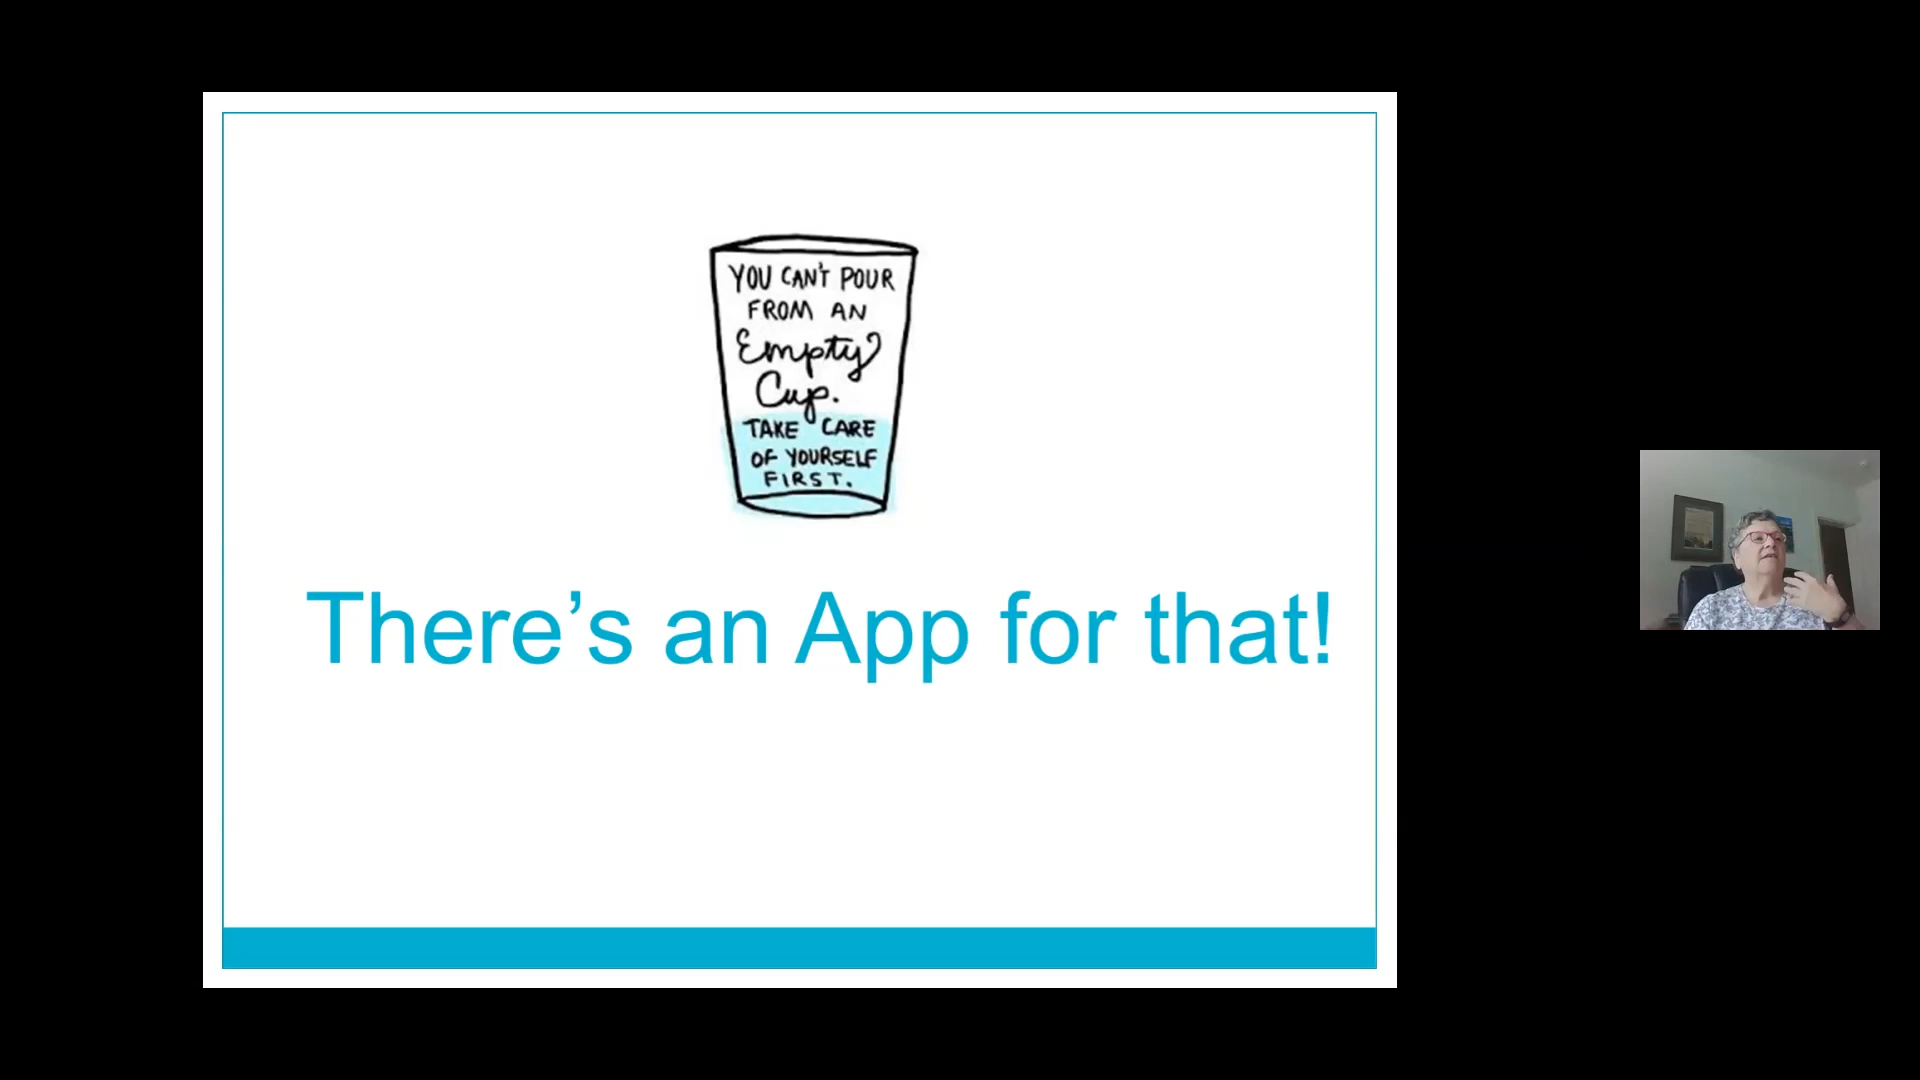 YOU CAN'T POUR
FROM AN
Empty
Cup.
TAKE CARE
OF YOURSELF
FIRST.
There’s an App for that!